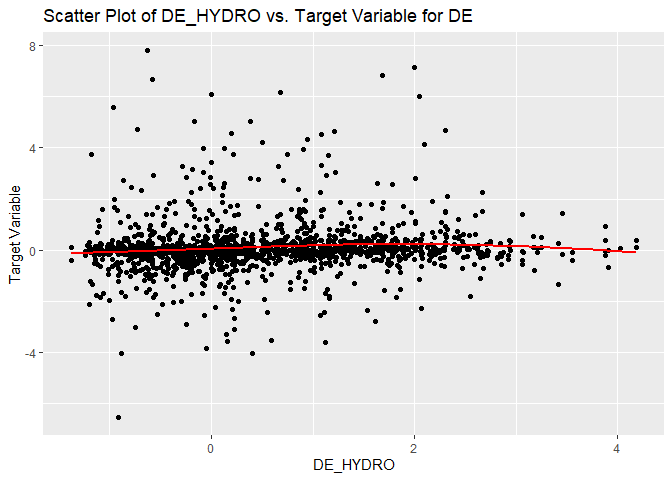 Scatter Plot of DE_HYDRO vs. Target Variable for DE
8
4
0
-4
Target Variable
0
2
4
DE_HYDRO